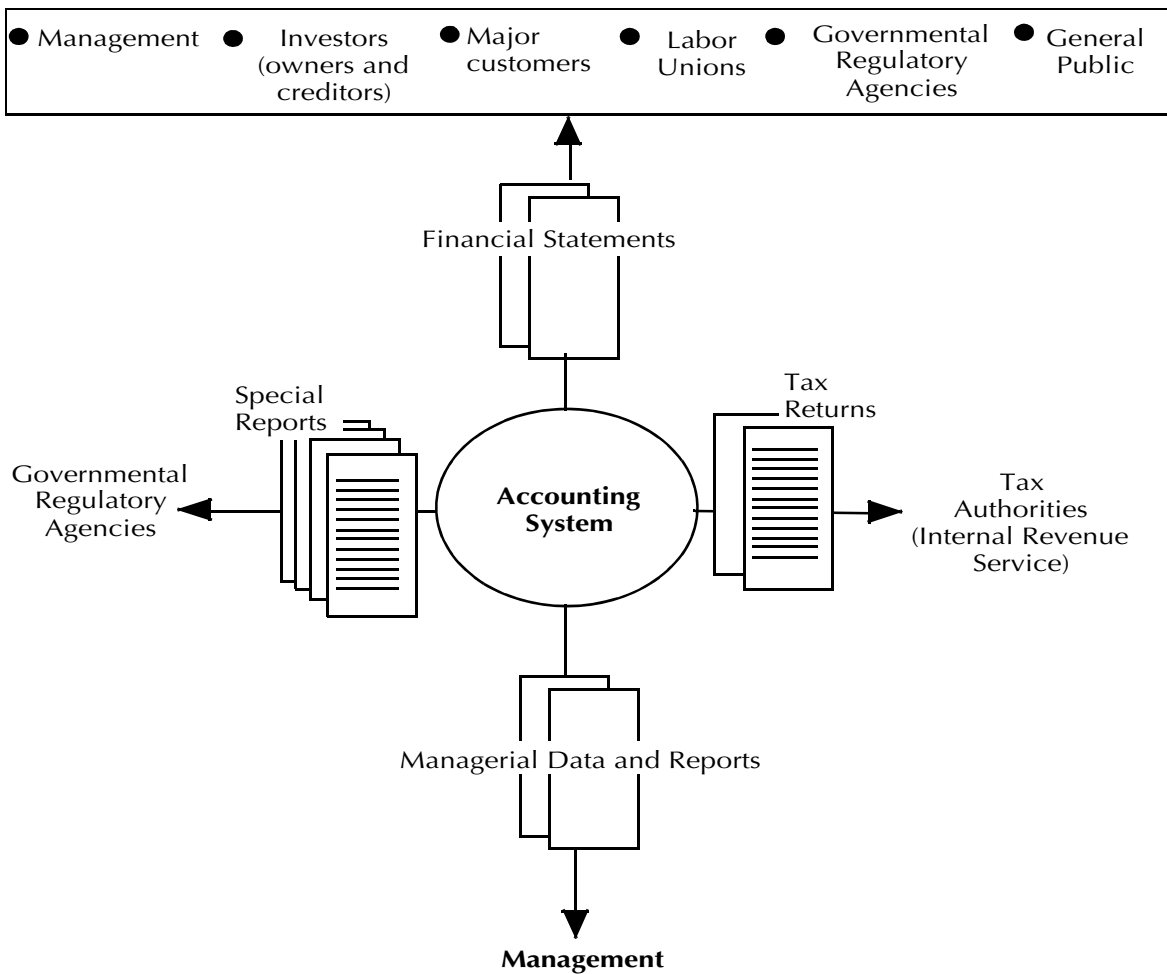 ● Management
● Investors
(owners and
creditors)
● Major
customers
● Labor
Unions
● Governmental
Regulatory
Agencies
● General
Public
Financial Statements
Special
Reports
Tax
Returns
Governmental
Regulatory
Agencies
Accounting
System
Tax
Authorities
(Internal Revenue
Service)
Managerial Data and Reports
Management